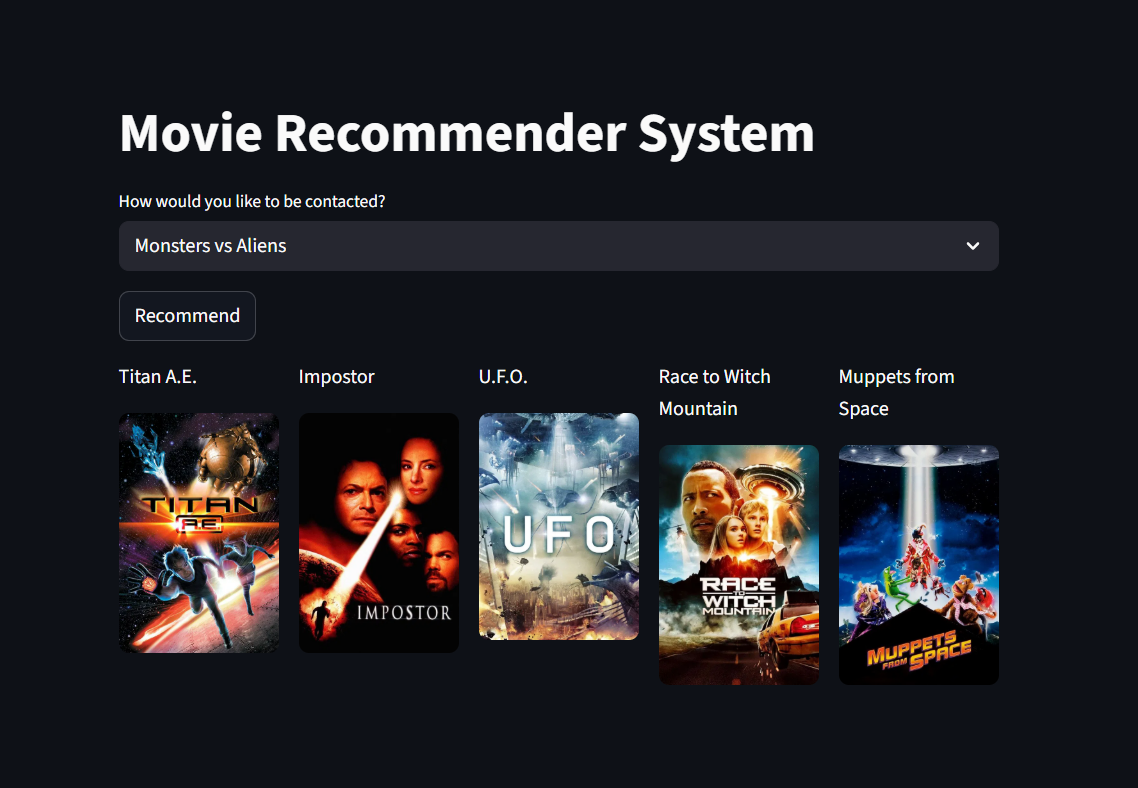 Movie Recommender System
How would you like to be contacted?
Monsters vs Aliens
Recommend
Titan A.E.
Impostor
U.F.O.
Race to Witch
Mountain
Muppets from
Space
TITAN
A.E.
IMPOSTOR
UFO
RACE
TO
WITCH
MOUNTAIN
MUPPETS
FROM SPACE